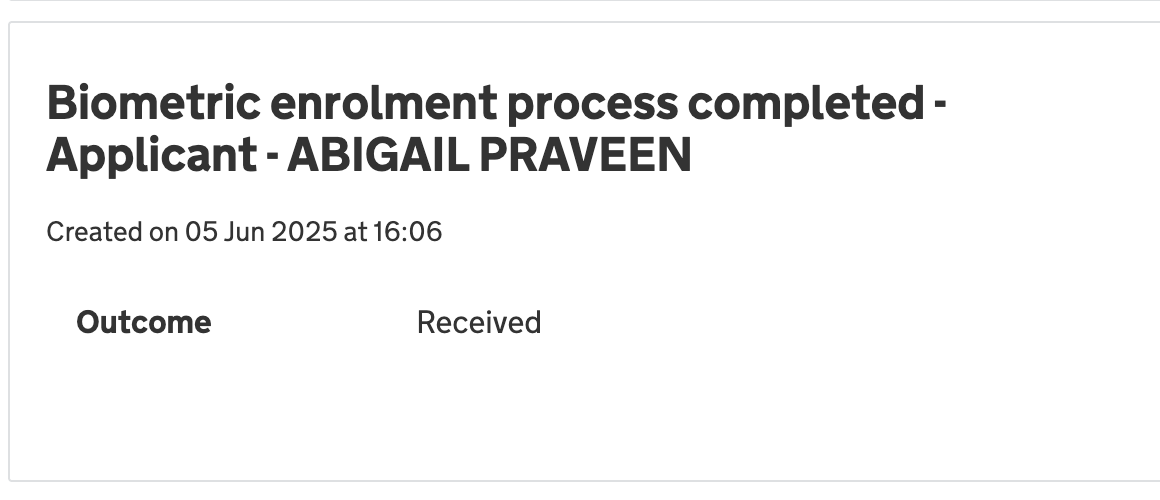 Biometric enrolment process completed -
Applicant - ABIGAIL PRAVEEN
Created on 05 Jun 2025 at 16:06
Outcome Received